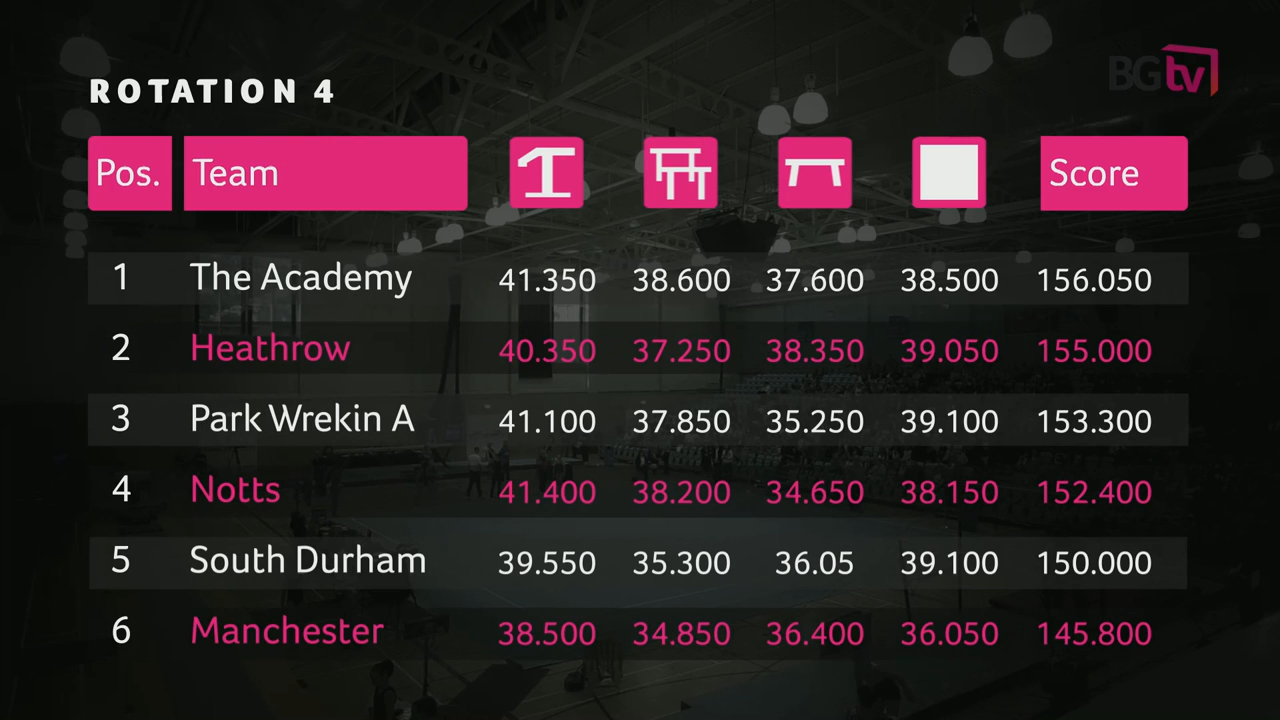 BGtv
ROTATION 4
Pos. Team Score
1 The Academy 41.350 38.600 37.600 38.500 156.050
2 Heathrow 40.350 37.250 38.350 39.050 155.000
3 Park Wrekin A 41.100 37.850 35.250 39.100 153.300
4 Notts 41.400 38.200 34.650 38.150 152.400
5 South Durham 39.550 35.300 36.05 39.100 150.000
6 Manchester 38.500 34.850 36.400 36.050 145.800